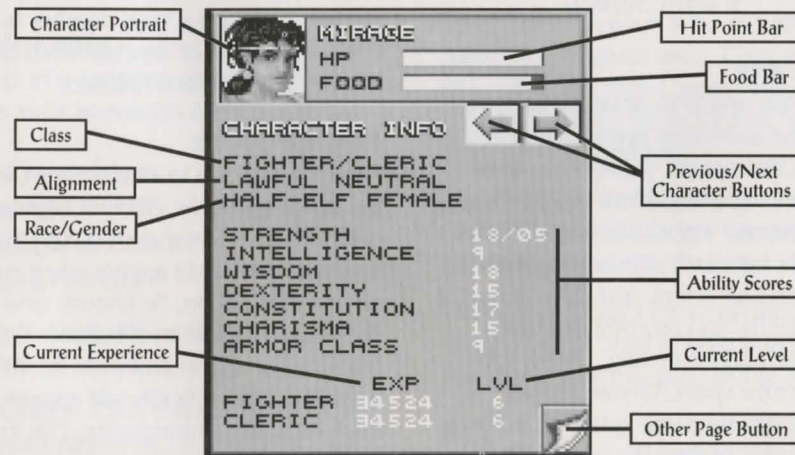 Character Portrait
MIRAGE
HP
Hit Point Bar
FOOD
Food Bar
CHARACTER INFO
Class
FIGHTER/CLERIC
Alignment
LAWFUL NEUTRAL
Previous/Next
Character Buttons
Race/Gender
HALF-ELF FEMALE
STRENGTH 18/05
INTELLIGENCE 9
WISDOM 18
DEXTERITY 15
Ability Scores
CONSTITUTION 17
CHARISMA 15
ARMOR CLASS 9
Current Experience
Current Level
EXP LVL
FIGHTER 34524 6
CLERIC 34524 6
Other Page Button